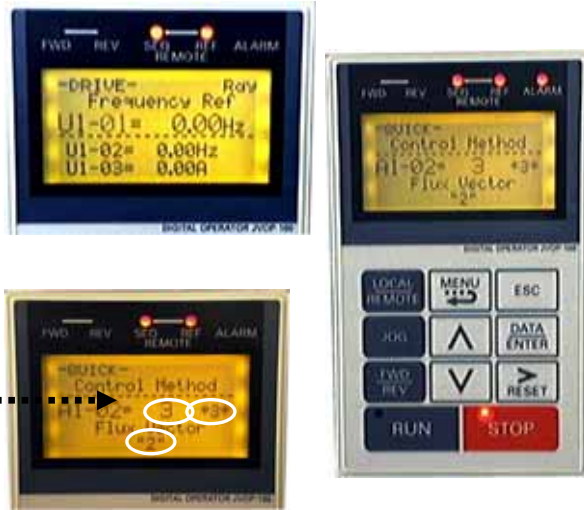 FWD REV SEQ REF ALARM
REMOTE
-DRIVE- Rdy
Frequency Ref
U1-01= 0.00Hz
U1-02= 0.00Hz
U1-03= 0.00A
DIGITAL OPERATOR JVOP-160
FWD REV SEQ REF ALARM
REMOTE
-QUICK-
Control Method
A1-02= 3 *3*
Flux Vector
"2"
DIGITAL OPERATOR JVOP-160
FWD REV SEQ REF ALARM
REMOTE
-QUICK-
Control Method
A1-02= 3 *3*
Flux Vector
"2"
DIGITAL OPERATOR JVOP-160
LOCAL
REMOTE
MENU
ESC
JOG
DATA
ENTER
FWD
REV
>
RESET
RUN
STOP